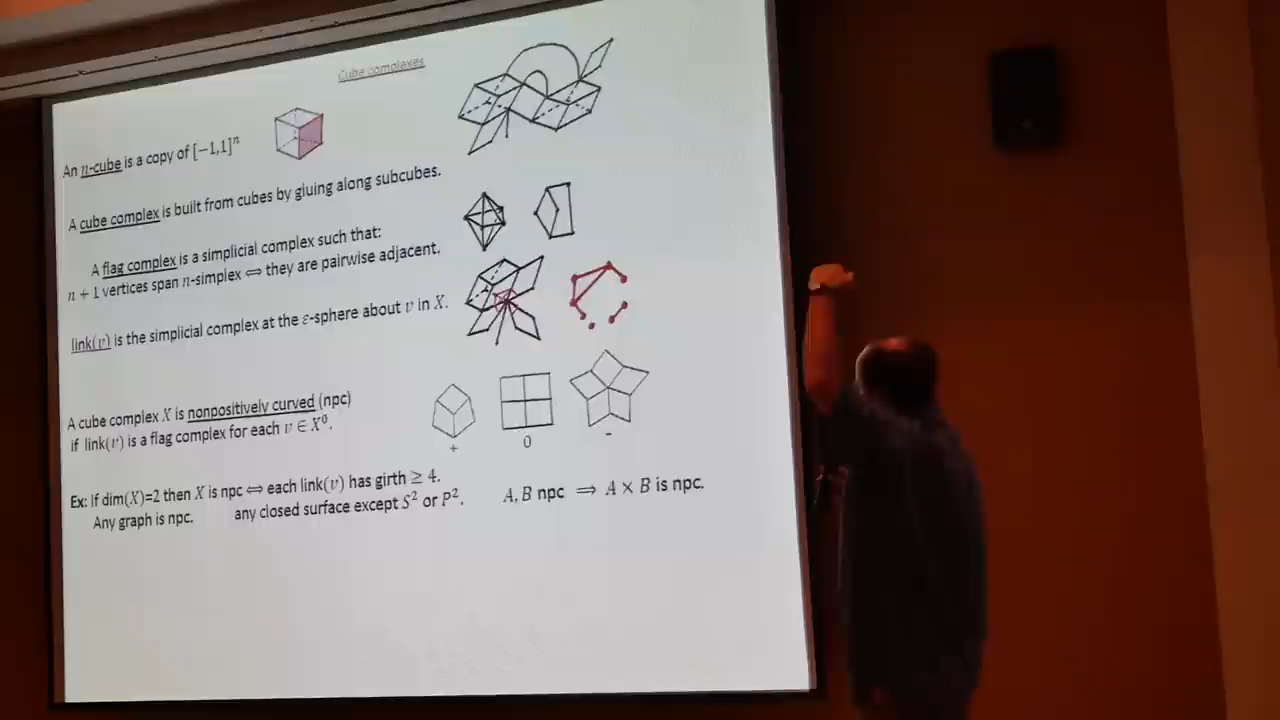 Cube complexes
An n-cube is a copy of [−1,1]ⁿ
A cube complex is built from cubes by gluing along subcubes.
A flag complex is a simplicial complex such that:
n + 1 vertices span n-simplex ⟺ they are pairwise adjacent.
link(v) is the simplicial complex at the ε-sphere about v in X.
A cube complex X is nonpositively curved (npc)
if link(v) is a flag complex for each v ∈ X⁰.
+ 0 -
Ex: If dim(X)=2 then X is npc ⟺ each link(v) has girth ≥ 4.
Any graph is npc. any closed surface except S² or P². A, B npc ⟹ A × B is npc.